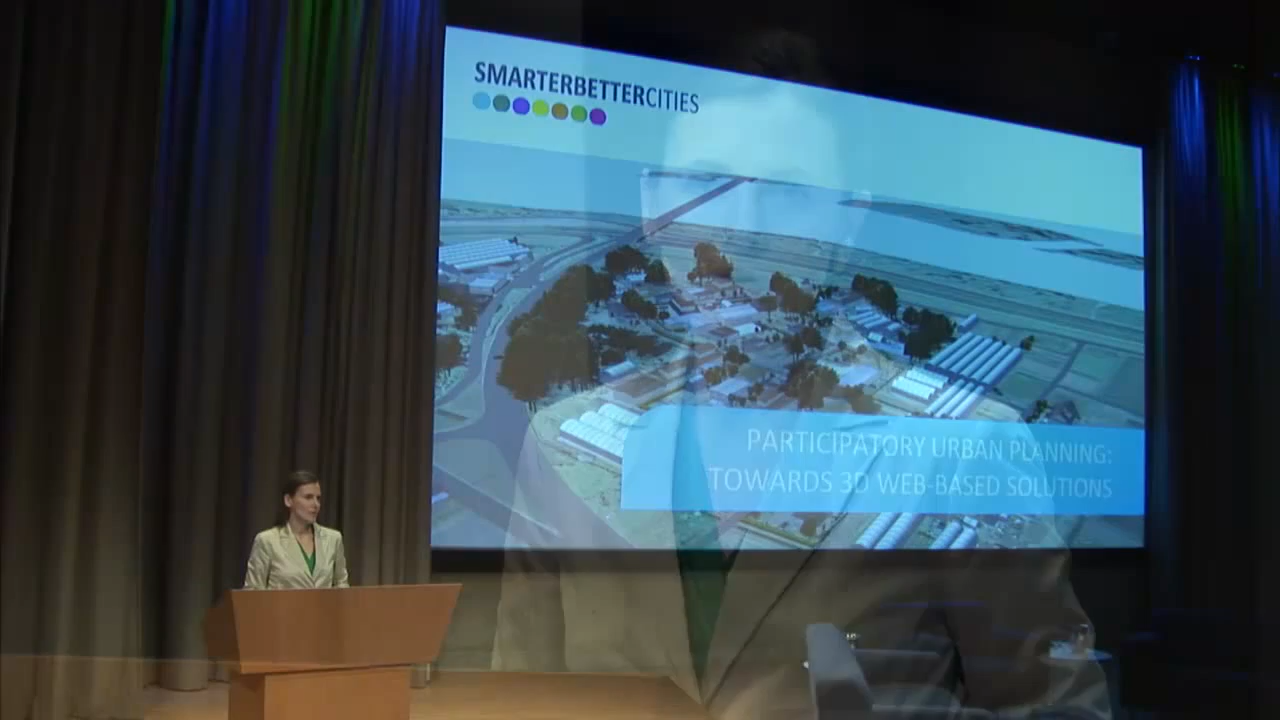 SMARTERBETTERCITIES
PARTICIPATORY URBAN PLANNING:
TOWARDS 3D WEB-BASED SOLUTIONS